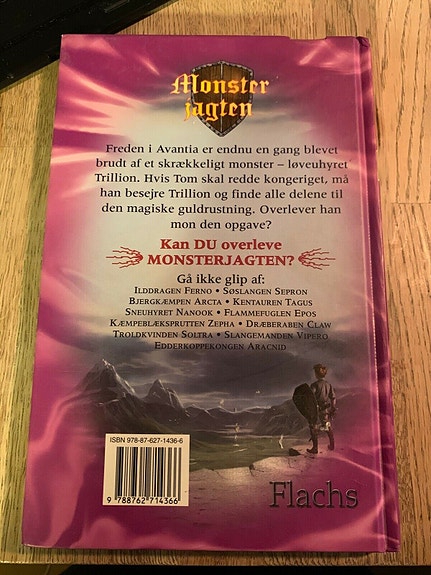 Monster
jagten
Freden i Avantia er endnu en gang blevet
brudt af et skrækkeligt monster – løveuhyret
Trillion. Hvis Tom skal redde kongeriget, må
han besejre Trillion og finde alle delene til
den magiske guldrustning. Overlever han
mon den opgave?
Kan DU overleve
MONSTERJAGTEN?
Gå ikke glip af:
ILDDRAGEN FERNO • SØSLANGEN SEPRON
BJERGKÆMPEN ARCTA • KENTAUREN TAGUS
SNEUHYRET NANOOK • FLAMMEFUGLEN EPOS
KÆMPEBLÆKSPRUTTEN ZEPHA • DRÆBERABEN CLAW
TROLDKVINDEN SOLTRA • SLANGEMANDEN VIPERO
EDDERKOPPEKONGEN ARACNID
ISBN 978-87-627-1436-6
9 788762 714366
Flachs